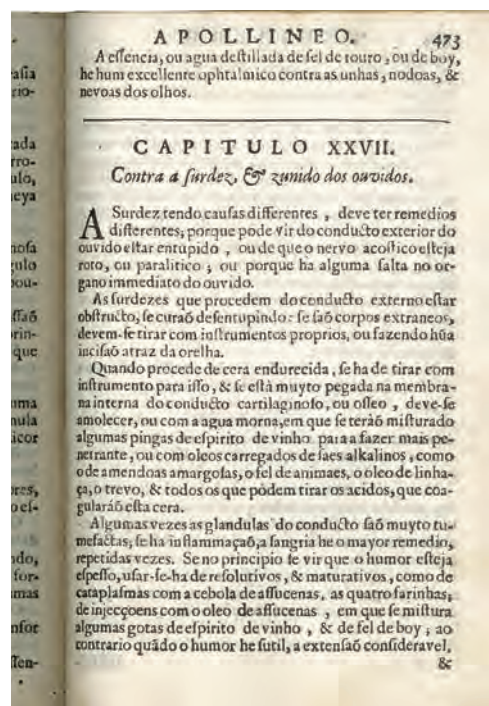 APOLLINEO. 473
A eſſencia, ou agua deſtillada de fel de touro, ou de boy,
he hum excellente ophtalmico contra as unhas, nodoas, &
nevoas dos olhos.
CAPITULO XXVII.
Contra a ſurdez, & zunido dos ouvidos.
A Surdez tendo cauſas differentes, deve ter remedios
differentes; porque pode vir do conducto exterior do
ouvido eſtar entupido, ou de que o nervo acoſtico eſteja
roto, ou paralitico; ou porque ha alguma falta no or-
gano immediato do ouvido.
As ſurdezes que procedem do conducto externo eſtar
obſtructo, ſe curaõ deſentupindo: ſe ſaõ corpos extraneos,
devem-ſe tirar com inſtrumentos proprios, ou fazendo hũa
inciſaõ atraz da orelha.
Quando procede de cera endurecida, ſe ha de tirar com
inſtrumento para iſſo, & ſe eſtà muyto pegada na membra-
na interna do conducto cartilaginoſo, ou oſſeo, deve-ſe
amolecer, ou com a agua morna, em que ſe teráõ miſturado
algumas pingas de eſpirito de vinho para a fazer mais pe-
netrante, ou com oleos carregados de ſaes alkalinos, como
o de amendoas amargoſas, o fel de animaes, o oleo de linha-
ça, o trevo, & todos os que pódem tirar os acidos, que coa-
gularáõ eſta cera.
Algumas vezes as glandulas do conducto ſaõ muyto tu-
mefactas; ſe ha inflammaçaõ, a ſangria he o mayor remedio,
repetidas vezes. Se no principio ſe vir que o humor eſteja
eſpeſſo, uſar-ſe-ha de reſolutivos, & maturativos, como de
cataplaſmas com a cebola de aſſucenas, as quatro farinhas;
de injecçoens com o oleo de aſſucenas, em que ſe miſtura
algumas gotas de eſpirito de vinho, & de fel de boy; ao
contrario quãdo o humor he ſutil, a extenſaõ conſideravel,
&